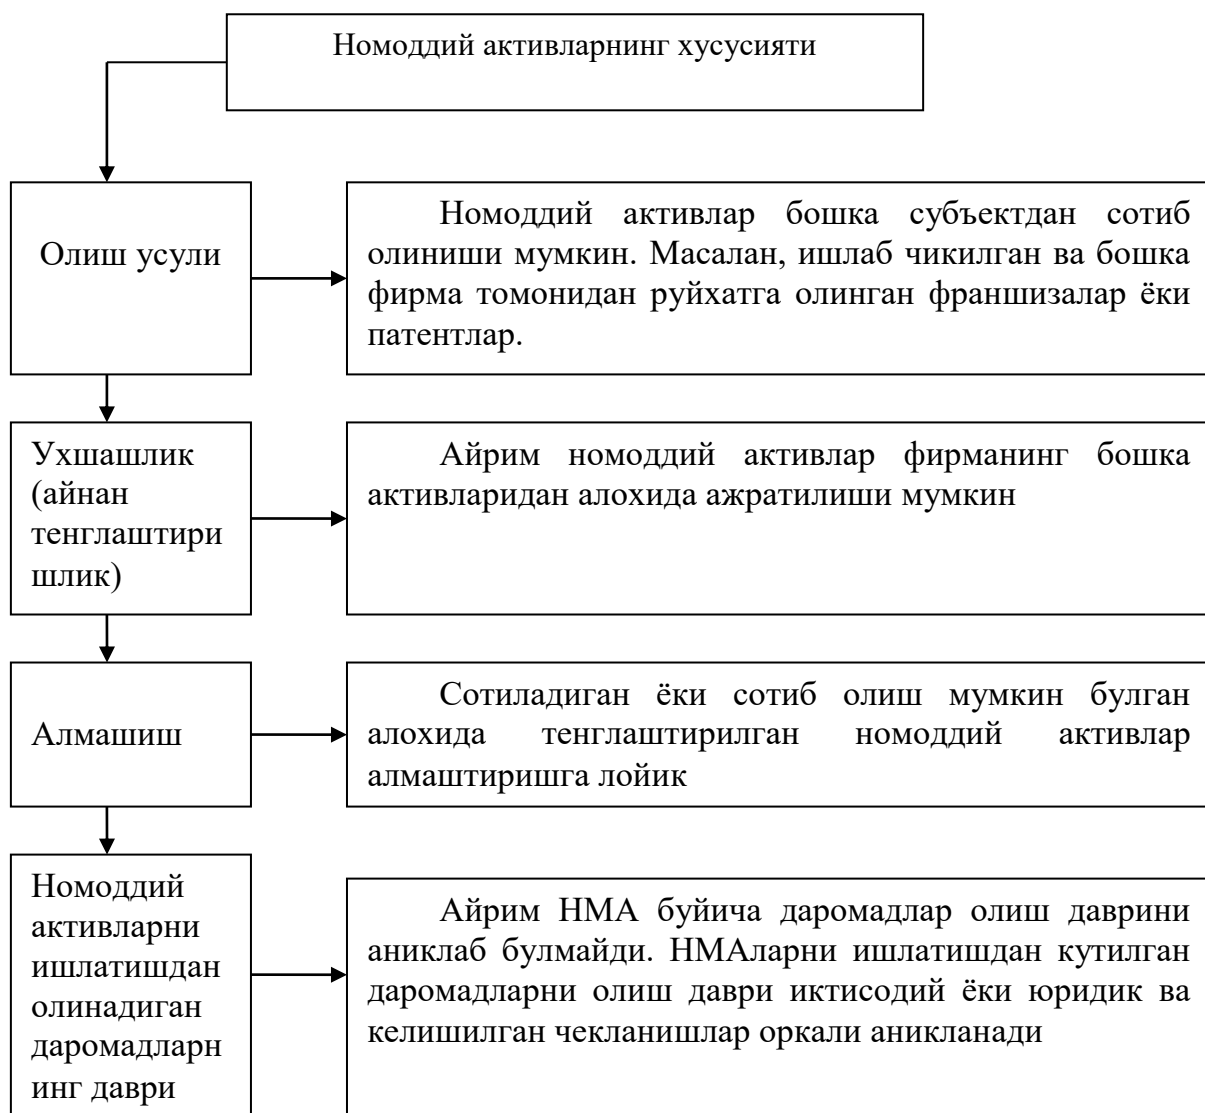 Номоддий активларнинг хусусияти
Олиш усули
Номоддий активлар бошка субъектдан сотиб
олиниши мумкин. Масалан, ишлаб чикилган ва бошка
фирма томонидан руйхатга олинган франшизалар ёки
патентлар.
Ухшашлик
(айнан
тенглаштири
шлик)
Айрим номоддий активлар фирманинг бошка
активларидан алохида ажратилиши мумкин
Алмашиш
Сотиладиган ёки сотиб олиш мумкин булган
алохида тенглаштирилган номоддий активлар
алмаштиришга лойик
Номоддий
активларни
ишлатишдан
олинадиган
даромадларн
инг даври
Айрим НМА буйича даромадлар олиш даврини
аниклаб булмайди. НМАларни ишлатишдан кутилган
даромадларни олиш даври иктисодий ёки юридик ва
келишилган чекланишлар оркали аникланади